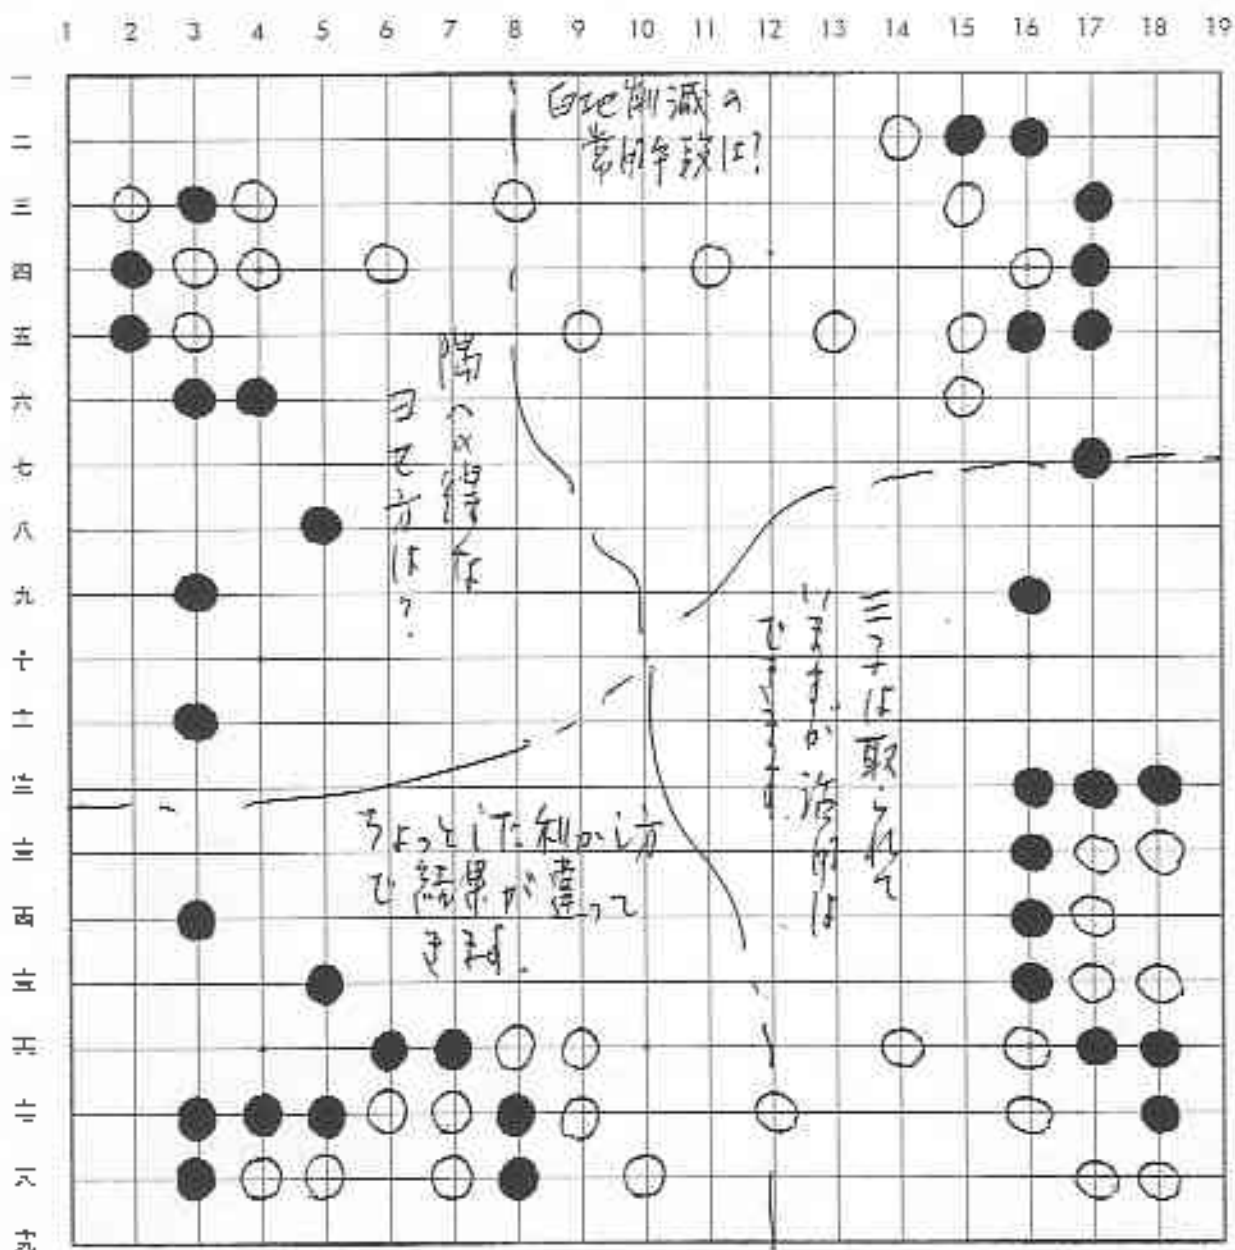 1 2 3 4 5 6 7 8 9 10 11 12 13 14 15 16 17 18 19
一
二
三
四
五
六
七
八
九
十
十一
十二
十三
十四
十五
十六
十七
十八
十九
白地削減の
常用手段は?
隅への得な
ヨセ方は?
三子は取られて
いますが 活用は
できます。
ちょっとした利かし方
で結果が違って
きます。